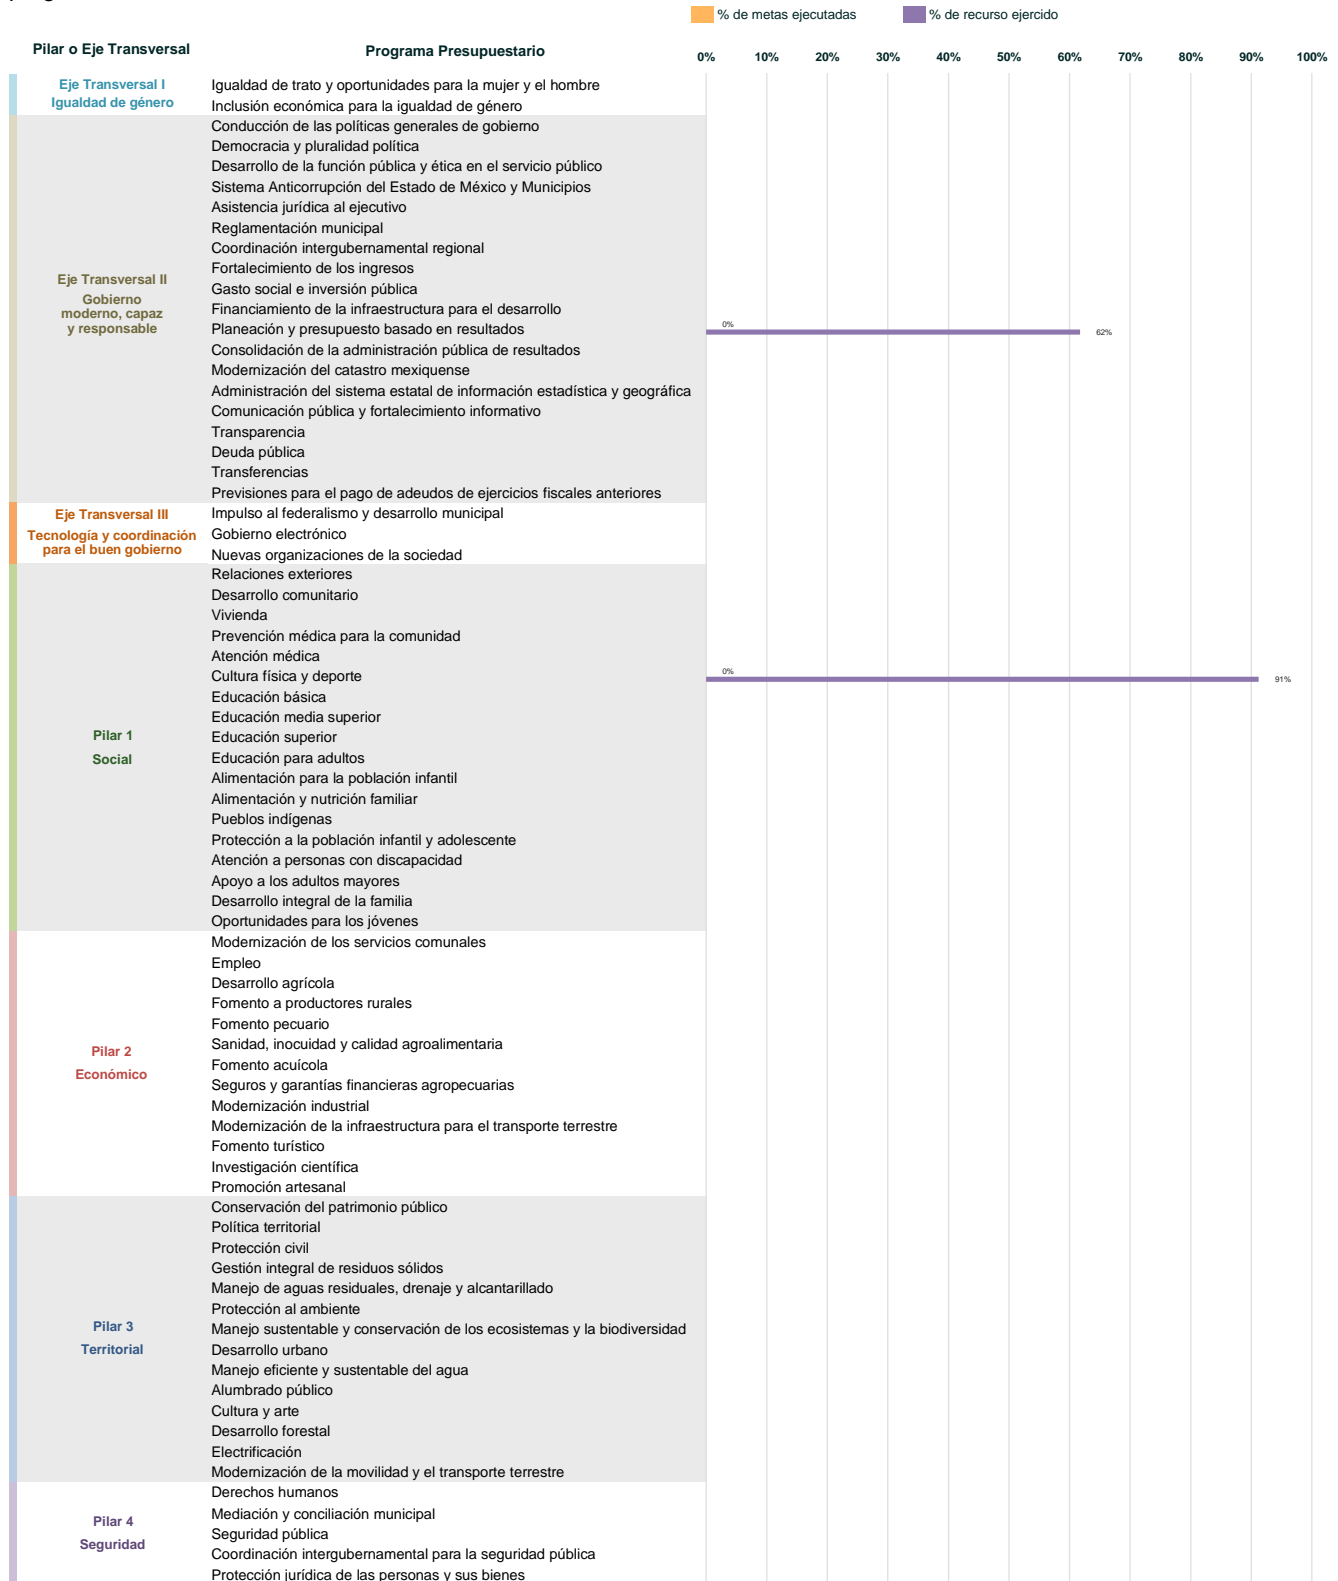 % de metas ejecutadas % de recurso ejercido
Pilar o Eje Transversal Programa Presupuestario 0% 10% 20% 30% 40% 50% 60% 70% 80% 90% 100%
Eje Transversal I
Igualdad de género
Igualdad de trato y oportunidades para la mujer y el hombre
Inclusión económica para la igualdad de género
Eje Transversal II
Gobierno
moderno, capaz
y responsable
Conducción de las políticas generales de gobierno
Democracia y pluralidad política
Desarrollo de la función pública y ética en el servicio público
Sistema Anticorrupción del Estado de México y Municipios
Asistencia jurídica al ejecutivo
Reglamentación municipal
Coordinación intergubernamental regional
Fortalecimiento de los ingresos
Gasto social e inversión pública
Financiamiento de la infraestructura para el desarrollo
Planeación y presupuesto basado en resultados 0% 62%
Consolidación de la administración pública de resultados
Modernización del catastro mexiquense
Administración del sistema estatal de información estadística y geográfica
Comunicación pública y fortalecimiento informativo
Transparencia
Deuda pública
Transferencias
Previsiones para el pago de adeudos de ejercicios fiscales anteriores
Eje Transversal III
Tecnología y coordinación
para el buen gobierno
Impulso al federalismo y desarrollo municipal
Gobierno electrónico
Nuevas organizaciones de la sociedad
Pilar 1
Social
Relaciones exteriores
Desarrollo comunitario
Vivienda
Prevención médica para la comunidad
Atención médica
Cultura física y deporte 0% 91%
Educación básica
Educación media superior
Educación superior
Educación para adultos
Alimentación para la población infantil
Alimentación y nutrición familiar
Pueblos indígenas
Protección a la población infantil y adolescente
Atención a personas con discapacidad
Apoyo a los adultos mayores
Desarrollo integral de la familia
Oportunidades para los jóvenes
Pilar 2
Económico
Modernización de los servicios comunales
Empleo
Desarrollo agrícola
Fomento a productores rurales
Fomento pecuario
Sanidad, inocuidad y calidad agroalimentaria
Fomento acuícola
Seguros y garantías financieras agropecuarias
Modernización industrial
Modernización de la infraestructura para el transporte terrestre
Fomento turístico
Investigación científica
Promoción artesanal
Pilar 3
Territorial
Conservación del patrimonio público
Política territorial
Protección civil
Gestión integral de residuos sólidos
Manejo de aguas residuales, drenaje y alcantarillado
Protección al ambiente
Manejo sustentable y conservación de los ecosistemas y la biodiversidad
Desarrollo urbano
Manejo eficiente y sustentable del agua
Alumbrado público
Cultura y arte
Desarrollo forestal
Electrificación
Modernización de la movilidad y el transporte terrestre
Pilar 4
Seguridad
Derechos humanos
Mediación y conciliación municipal
Seguridad pública
Coordinación intergubernamental para la seguridad pública
Protección jurídica de las personas y sus bienes